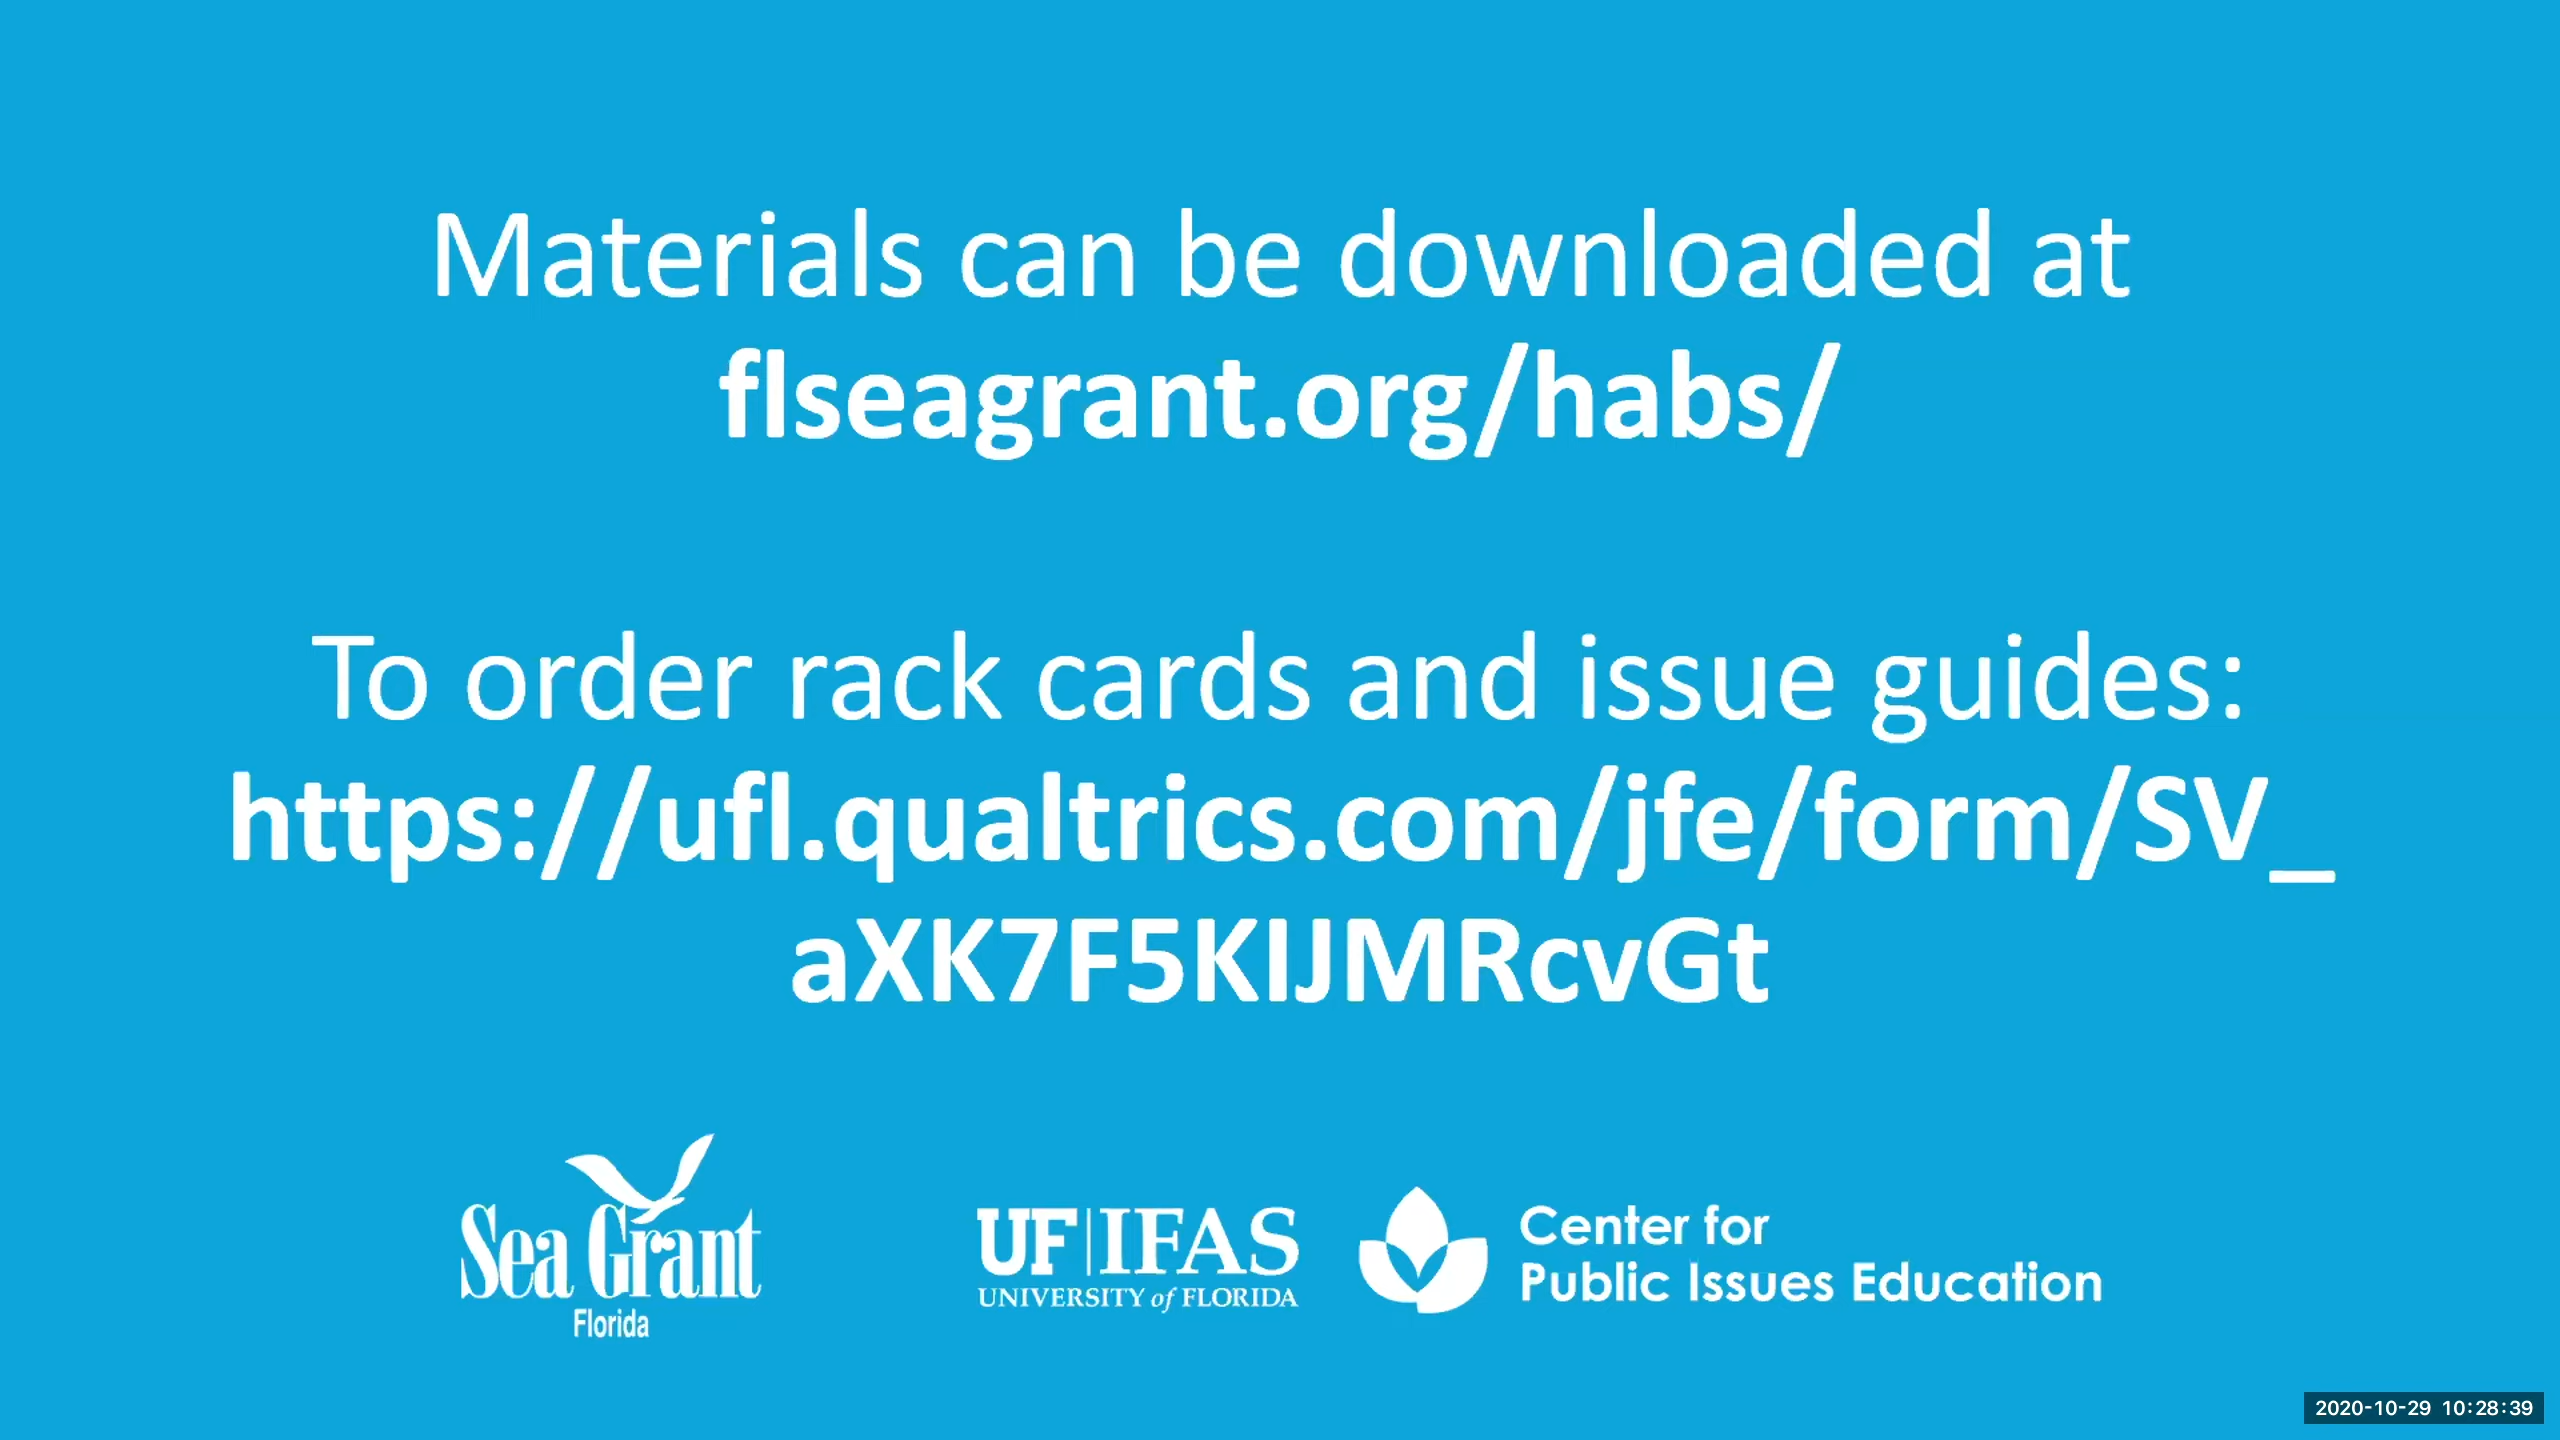 Materials can be downloaded at
flseagrant.org/habs/
To order rack cards and issue guides:
https://ufl.qualtrics.com/jfe/form/SV_
aXK7F5KIJMRcvGt
Sea Grant
Florida
UF|IFAS
UNIVERSITY of FLORIDA
Center for
Public Issues Education
2020-10-29 10:28:39